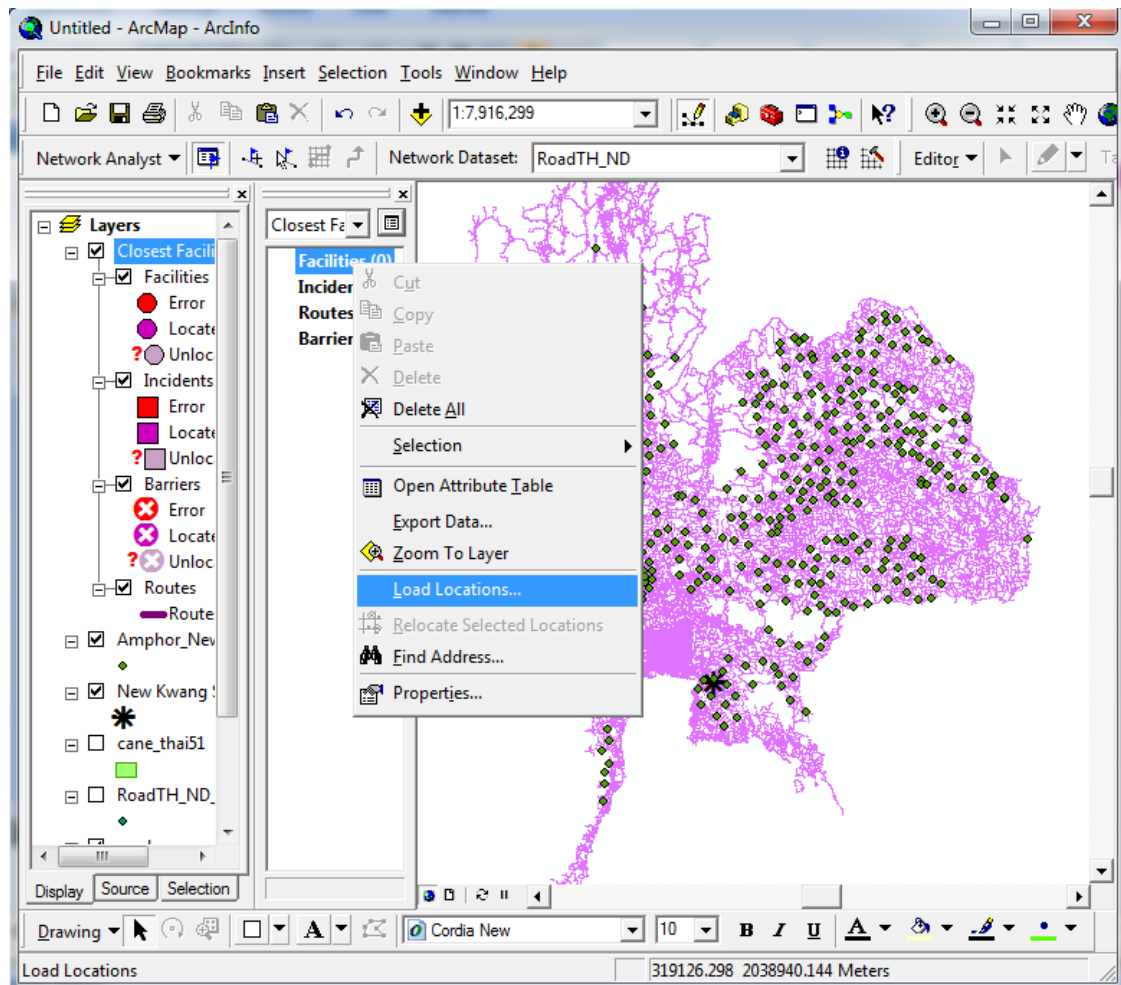 Untitled - ArcMap - ArcInfo
File Edit View Bookmarks Insert Selection Tools Window Help
1:7,916,299
Network Analyst Network Dataset: RoadTH_ND Editor Ta
Layers
Closest Facili
Facilities
Error
Locate
? Unloc
Incidents
Error
Locate
? Unloc
Barriers
Error
Locate
? Unloc
Routes
Route
Amphor_New
New Kwang S
cane_thai51
RoadTH_ND_
Display Source Selection
Closest Fa
Facilities (0)
Inciden
Routes
Barrier
Cut
Copy
Paste
Delete
Delete All
Selection
Open Attribute Table
Export Data...
Zoom To Layer
Load Locations...
Relocate Selected Locations
Find Address...
Properties...
Drawing A Cordia New 10 B I U A
Load Locations 319126.298 2038940.144 Meters